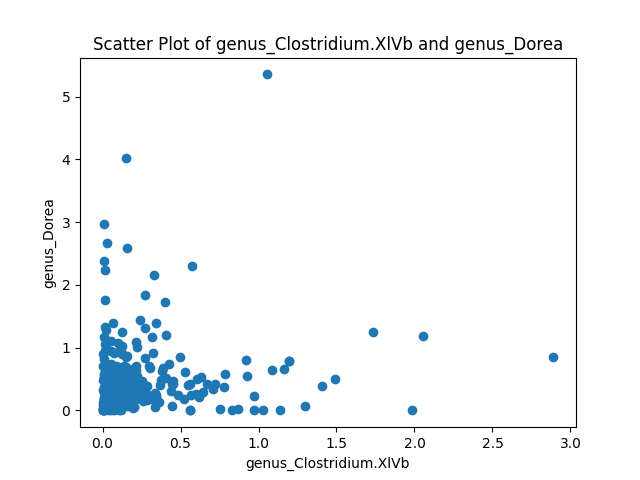 Scatter Plot of genus_Clostridium.XlVb and genus_Dorea
genus_Dorea
5
4
3
2
1
0
0.0 0.5 1.0 1.5 2.0 2.5 3.0
genus_Clostridium.XlVb